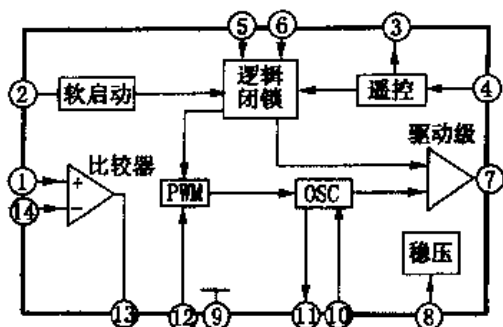 ⑤ ⑥ ③
② 软启动 逻辑 遥控 ④
闭锁
驱动级
① + 比较器
⑭ − PWM OSC ⑦
稳压
⑬ ⑫ ⑨ ⑪ ⑩ ⑧